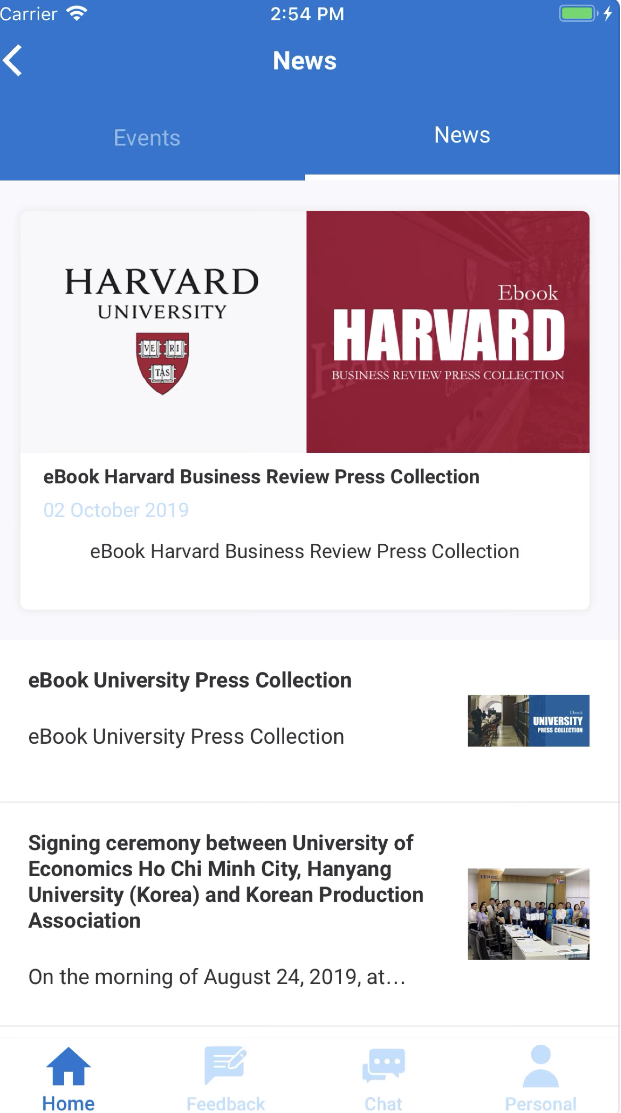 Carrier
2:54 PM
News
Events
News
HARVARD
UNIVERSITY
VE RI
TAS
Ebook
HARVARD
BUSINESS REVIEW PRESS COLLECTION
eBook Harvard Business Review Press Collection
02 October 2019
eBook Harvard Business Review Press Collection
eBook University Press Collection
eBook University Press Collection
Ebook
UNIVERSITY
PRESS COLLECTION
Signing ceremony between University of
Economics Ho Chi Minh City, Hanyang
University (Korea) and Korean Production
Association
On the morning of August 24, 2019, at…
Home
Feedback
Chat
Personal